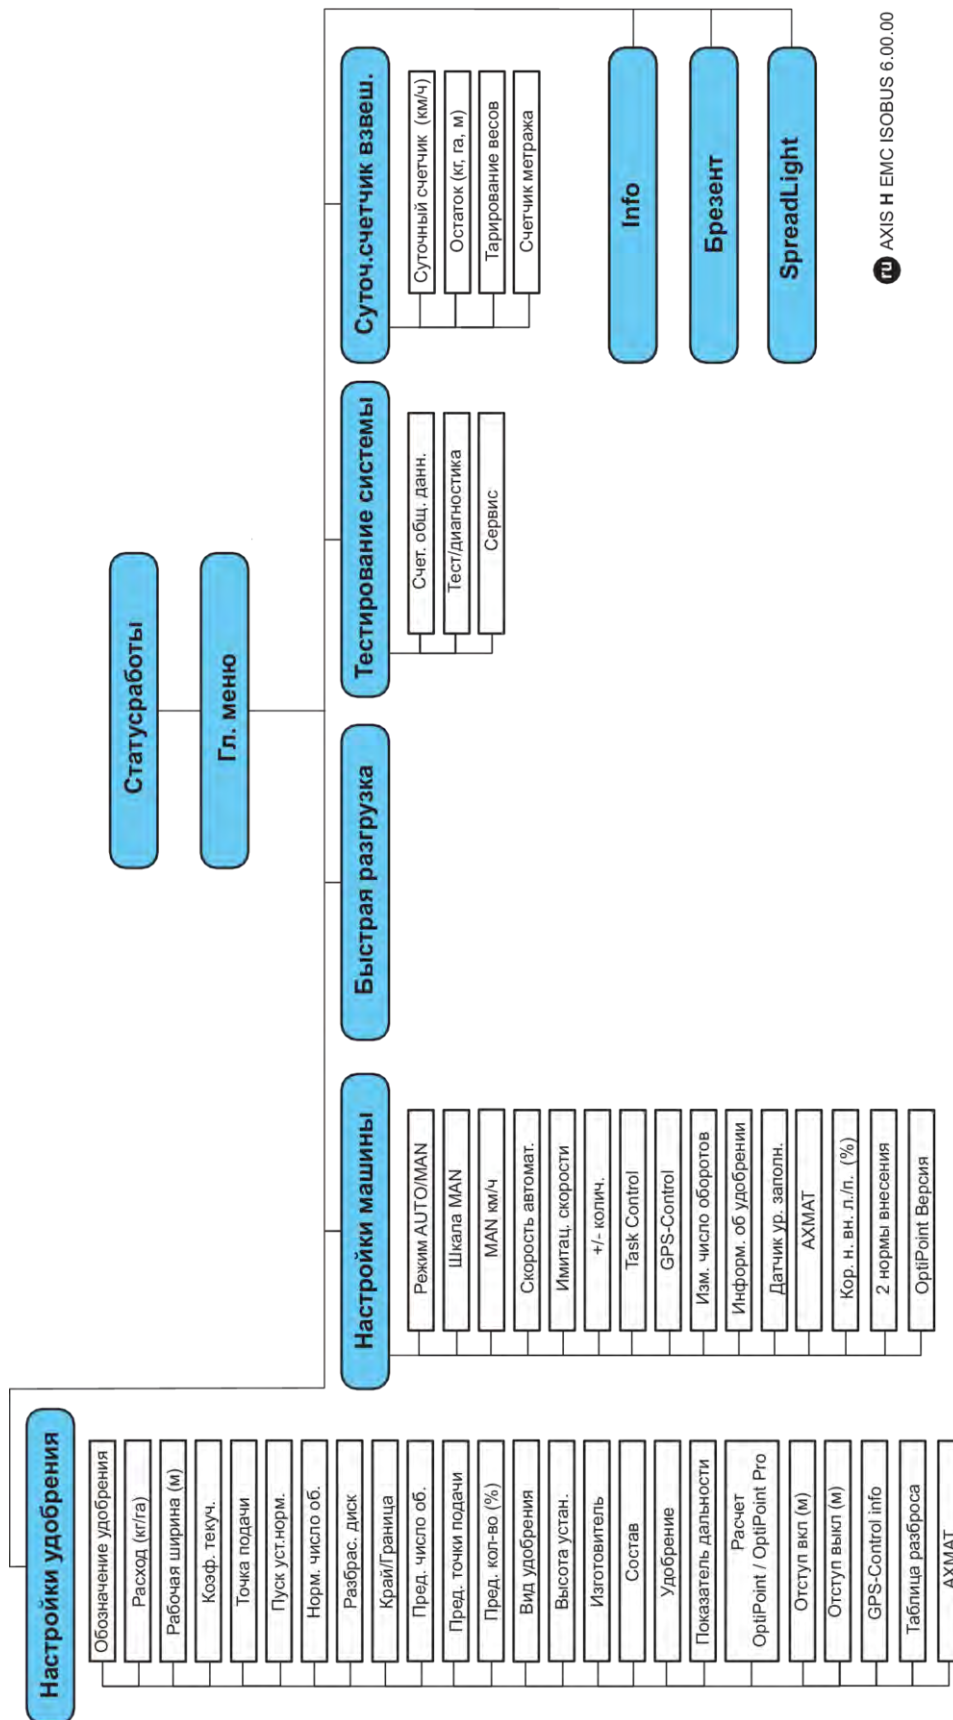 Статусработы
Гл. меню
Настройки удобрения
Обозначение удобрения
Расход (кг/га)
Рабочая ширина (м)
Коэф. текуч.
Точка подачи
Пуск уст.норм.
Норм. число об.
Разбрас. диск
Край/Граница
Пред. число об.
Пред. точки подачи
Пред. кол-во (%)
Вид удобрения
Высота устан.
Изготовитель
Состав
Удобрение
Показатель дальности
Расчет
OptiPoint / OptiPoint Pro
Отступ вкл (м)
Отступ выкл (м)
GPS-Control info
Таблица разброса
AXMAT
Настройки машины
Режим AUTO/MAN
Шкала MAN
MAN км/ч
Скорость автомат.
Имитац. скорости
+/- колич.
Task Control
GPS-Control
Изм. число оборотов
Информ. об удобрении
Датчик ур. заполн.
AXMAT
Кор. н. вн. л./п. (%)
2 нормы внесения
OptiPoint Версия
Быстрая разгрузка
Тестирование системы
Счет. общ. данн.
Тест/диагностика
Сервис
Суточ.счетчик взвеш.
Суточный счетчик (км/ч)
Остаток (кг, га, м)
Тарирование весов
Счетчик метража
Info
Брезент
SpreadLight
ru AXIS H EMC ISOBUS 6.00.00